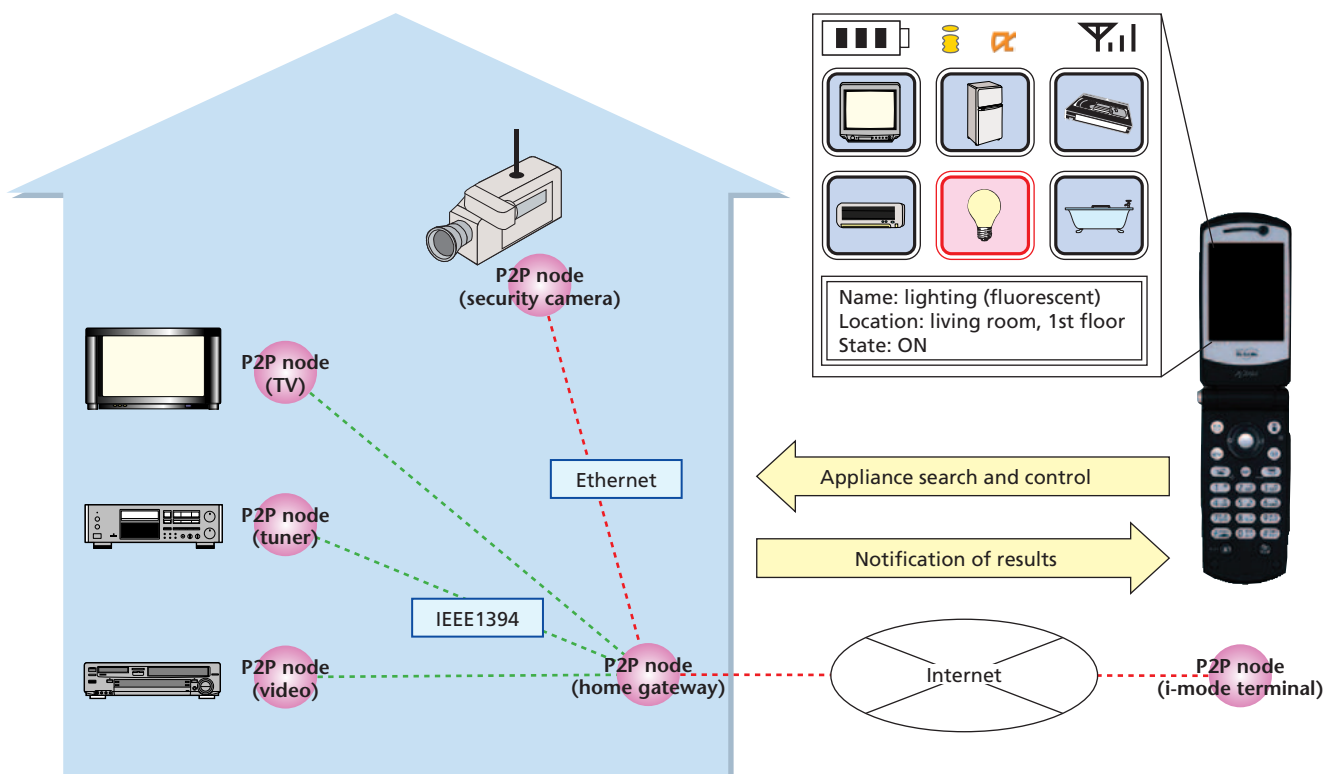 P2P node
(security camera)
P2P node
(TV)
Ethernet
P2P node
(tuner)
IEEE1394
P2P node
(video)
P2P node
(home gateway)
Name: lighting (fluorescent)
Location: living room, 1st floor
State: ON
Appliance search and control
Notification of results
Internet
P2P node
(i-mode terminal)